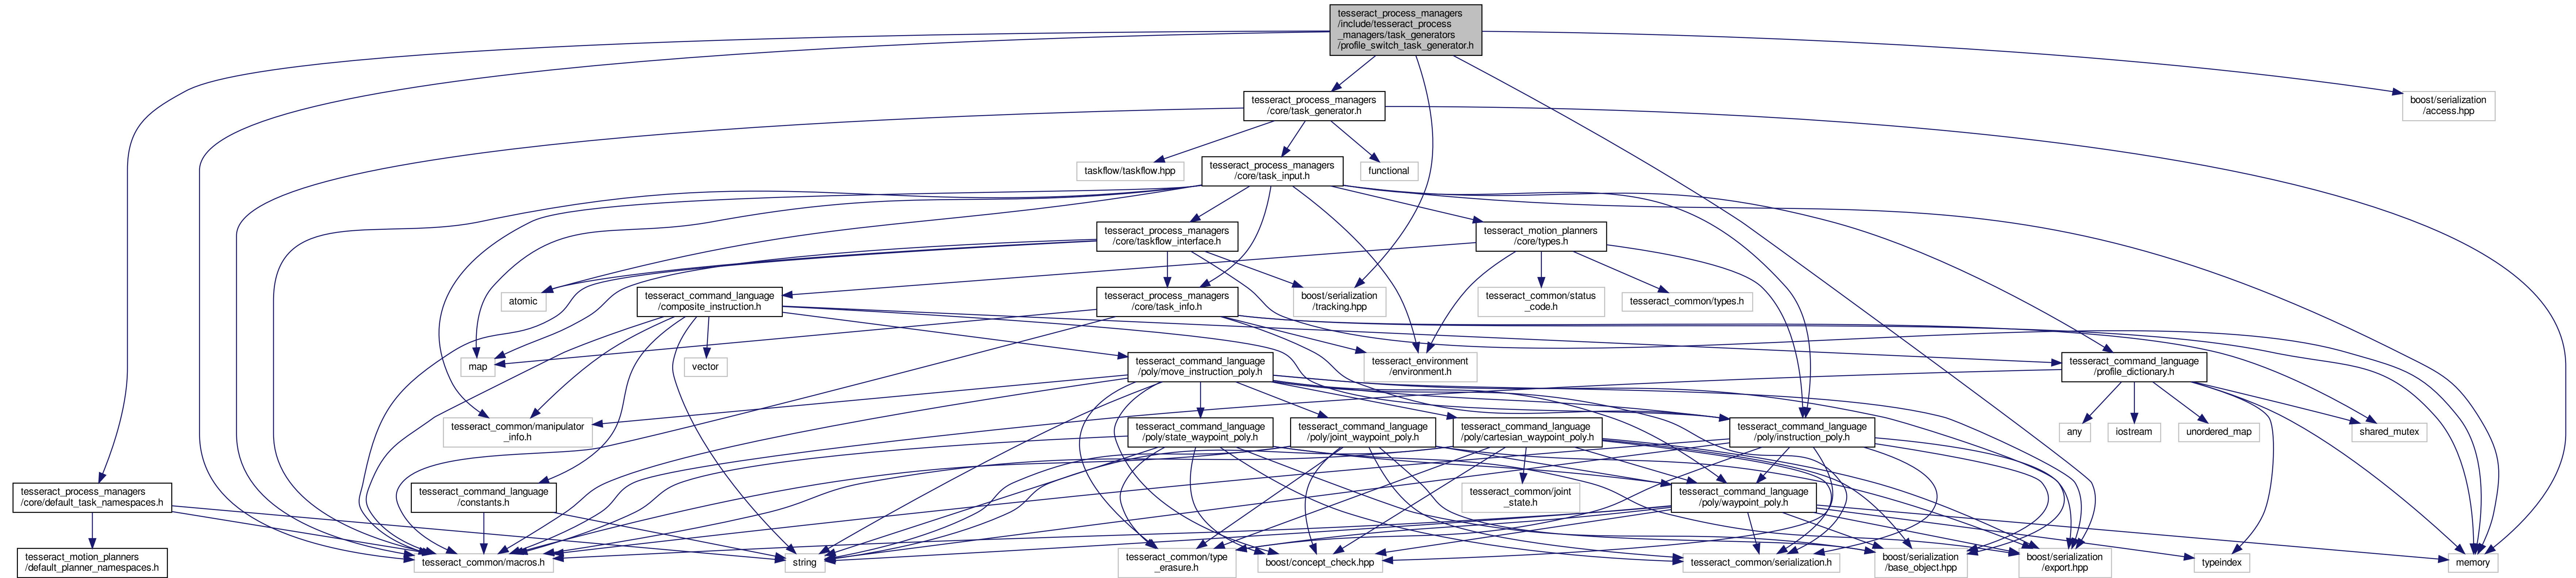 tesseract_process_managers
/include/tesseract_process
_managers/task_generators
/profile_switch_task_generator.h
tesseract_process_managers
/core/task_generator.h
boost/serialization
/access.hpp
taskflow/taskflow.hpp
tesseract_process_managers
/core/task_input.h
functional
tesseract_process_managers
/core/taskflow_interface.h
tesseract_motion_planners
/core/types.h
atomic
tesseract_command_language
/composite_instruction.h
tesseract_process_managers
/core/task_info.h
boost/serialization
/tracking.hpp
tesseract_common/status
_code.h
tesseract_common/types.h
map
vector
tesseract_command_language
/poly/move_instruction_poly.h
tesseract_environment
/environment.h
tesseract_command_language
/profile_dictionary.h
tesseract_common/manipulator
_info.h
tesseract_command_language
/poly/state_waypoint_poly.h
tesseract_command_language
/poly/joint_waypoint_poly.h
tesseract_command_language
/poly/cartesian_waypoint_poly.h
tesseract_command_language
/poly/instruction_poly.h
any
iostream
unordered_map
shared_mutex
tesseract_process_managers
/core/default_task_namespaces.h
tesseract_command_language
/constants.h
tesseract_common/joint
_state.h
tesseract_command_language
/poly/waypoint_poly.h
tesseract_motion_planners
/default_planner_namespaces.h
tesseract_common/macros.h
string
tesseract_common/type
_erasure.h
boost/concept_check.hpp
tesseract_common/serialization.h
boost/serialization
/base_object.hpp
boost/serialization
/export.hpp
typeindex
memory